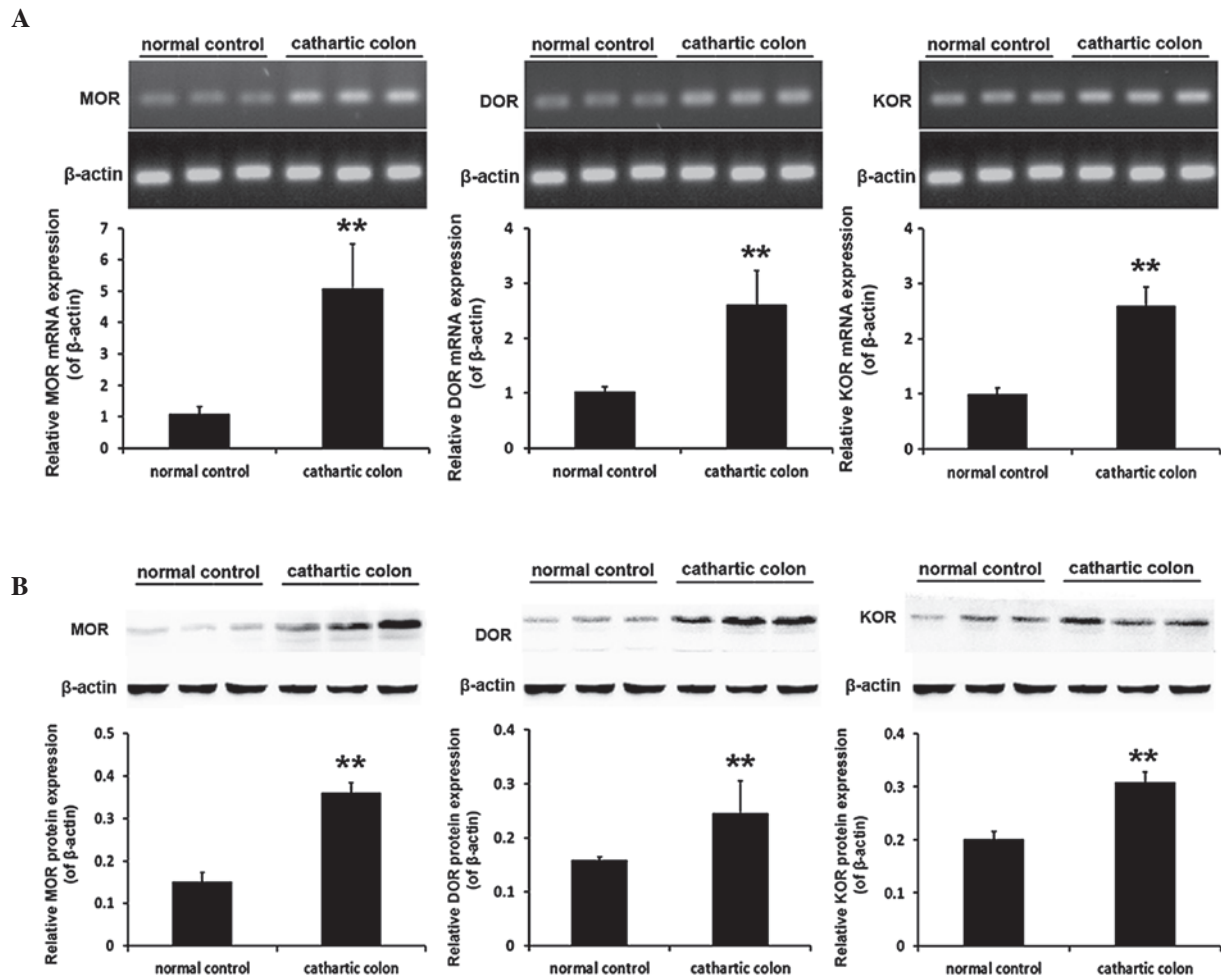 A
normal control cathartic colon
MOR
β-actin
Relative MOR mRNA expression
(of β-actin)
7
6
5
4
3
2
1
0
**
normal control cathartic colon
normal control cathartic colon
DOR
β-actin
Relative DOR mRNA expression
(of β-actin)
4
3
2
1
0
**
normal control cathartic colon
normal control cathartic colon
KOR
β-actin
Relative KOR mRNA expression
(of β-actin)
4
3
2
1
0
**
normal control cathartic colon
B
normal control cathartic colon
MOR
β-actin
Relative MOR protein expression
(of β-actin)
0.5
0.4
0.3
0.2
0.1
0
**
normal control cathartic colon
normal control cathartic colon
DOR
β-actin
Relative DOR protein expression
(of β-actin)
0.4
0.3
0.2
0.1
0
**
normal control cathartic colon
normal control cathartic colon
KOR
β-actin
Relative KOR protein expression
(of β-actin)
0.4
0.3
0.2
0.1
0
**
normal control cathartic colon